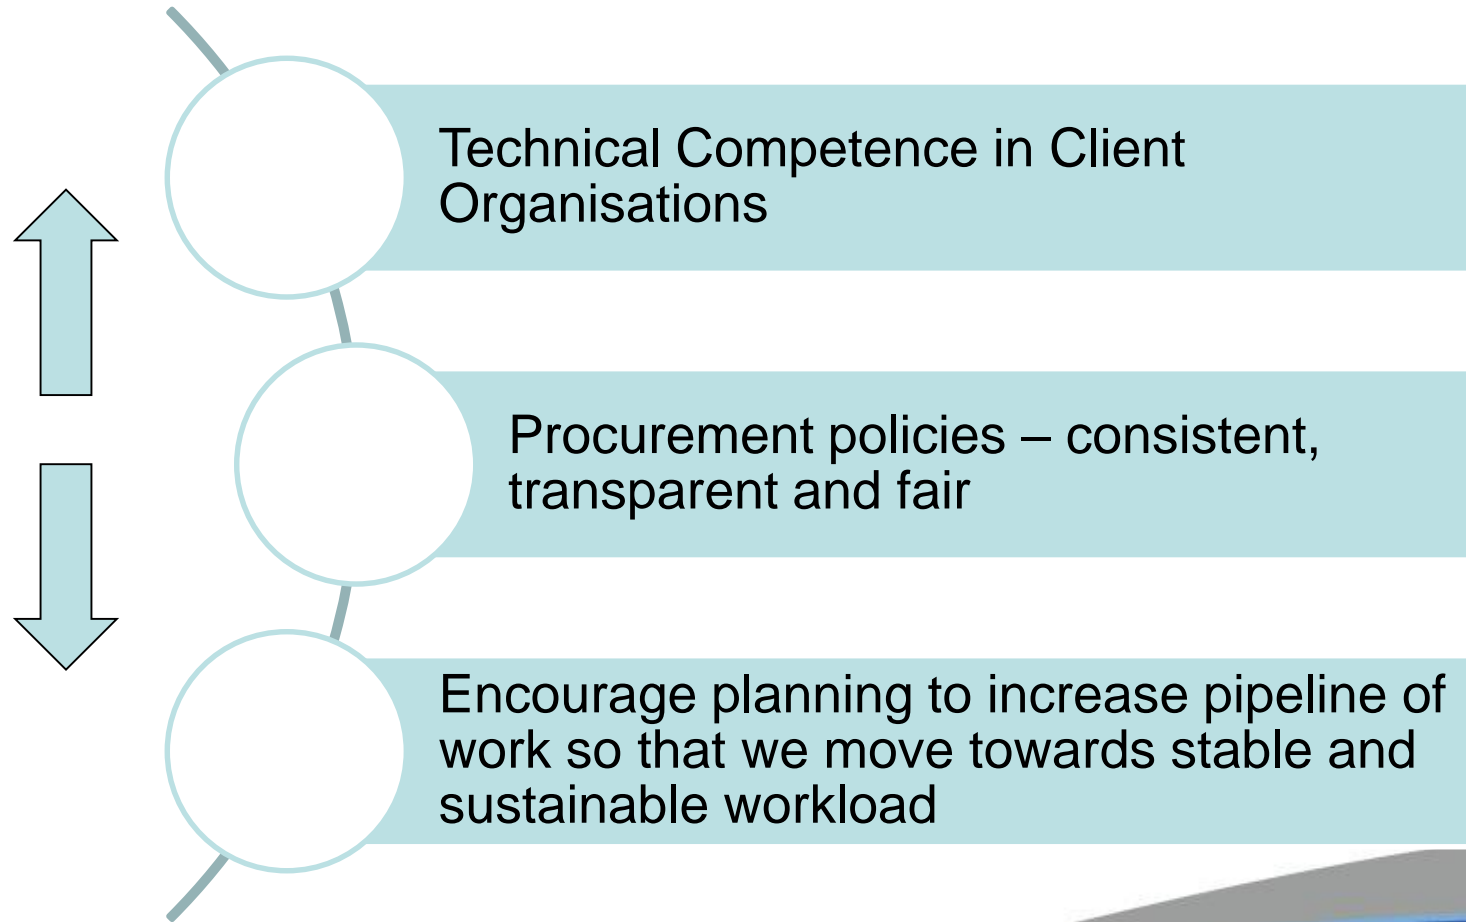 Technical Competence in Client
Organisations
Procurement policies – consistent,
transparent and fair
Encourage planning to increase pipeline of
work so that we move towards stable and
sustainable workload